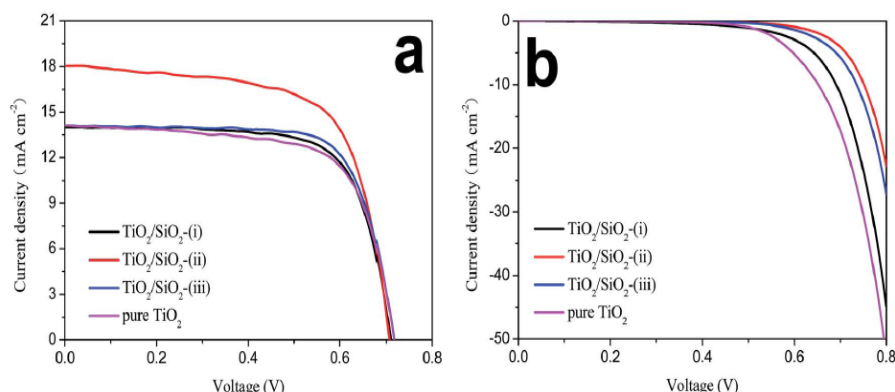 a
21
18
15
12
9
6
3
0
Current density (mA cm⁻²)
TiO₂/SiO₂-(i)
TiO₂/SiO₂-(ii)
TiO₂/SiO₂-(iii)
pure TiO₂
0.0 0.2 0.4 0.6 0.8
Voltage (V)
b
0
-10
-20
-30
-40
-50
Current density (mA cm⁻²)
TiO₂/SiO₂-(i)
TiO₂/SiO₂-(ii)
TiO₂/SiO₂-(iii)
pure TiO₂
0.0 0.2 0.4 0.6 0.8
Voltage (V)